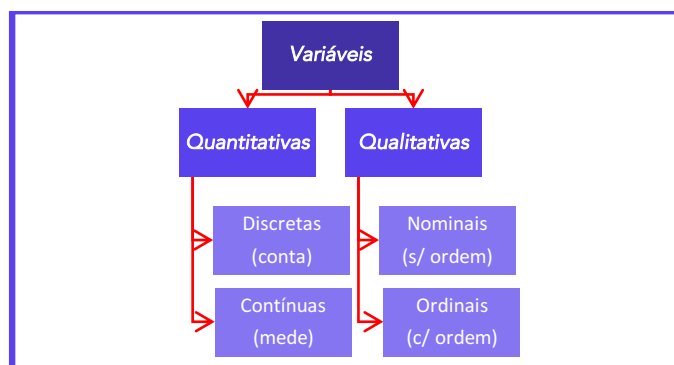 Variáveis
Quantitativas
Qualitativas
Discretas
(conta)
Nominais
(s/ ordem)
Contínuas
(mede)
Ordinais
(c/ ordem)